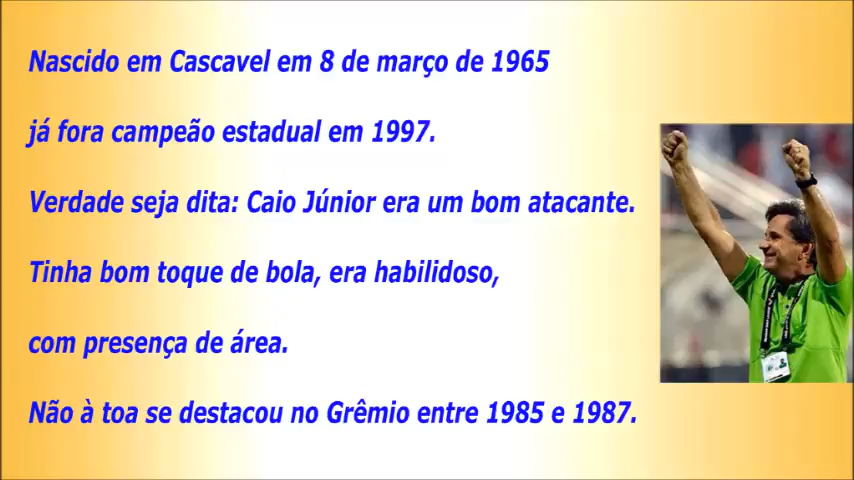 Nascido em Cascavel em 8 de março de 1965
já fora campeão estadual em 1997.
Verdade seja dita: Caio Júnior era um bom atacante.
Tinha bom toque de bola, era habilidoso,
com presença de área.
Não à toa se destacou no Grêmio entre 1985 e 1987.